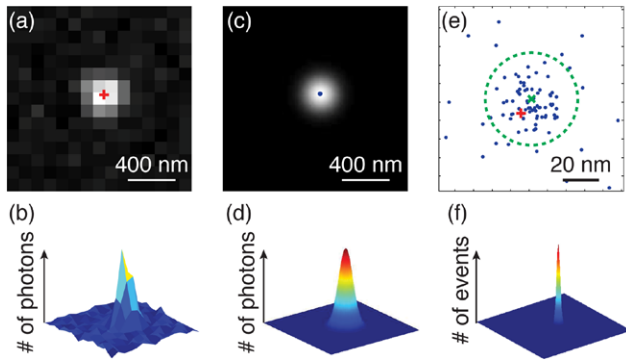 (a)
400 nm
(c)
400 nm
(e)
20 nm
(b)
# of photons
(d)
# of photons
(f)
# of events